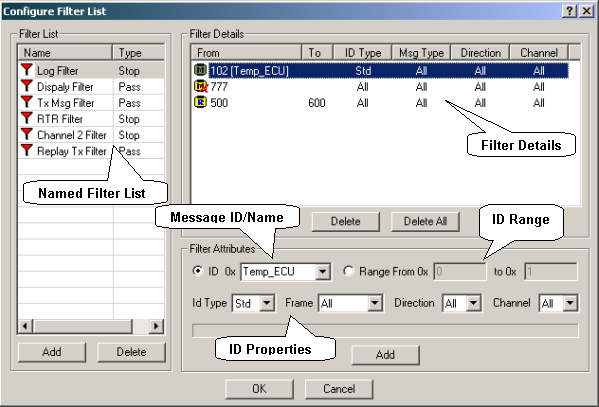 Configure Filter List
Filter List
Name Type
Log Filter Stop
Dispaly Filter Pass
Tx Msg Filter Pass
RTR Filter Stop
Channel 2 Filter Stop
Replay Tx Filter Pass
Named Filter List
Add Delete
Filter Details
From To ID Type Msg Type Direction Channel
102 [Temp_ECU] Std All All All
777 All All All All
500 600 All All All All
Filter Details
Message ID/Name
Delete Delete All
ID Range
Filter Attributes
ID 0x Temp_ECU Range From 0x 0 to 0x 1
Id Type Std Frame All Direction All Channel All
ID Properties
Add
OK Cancel